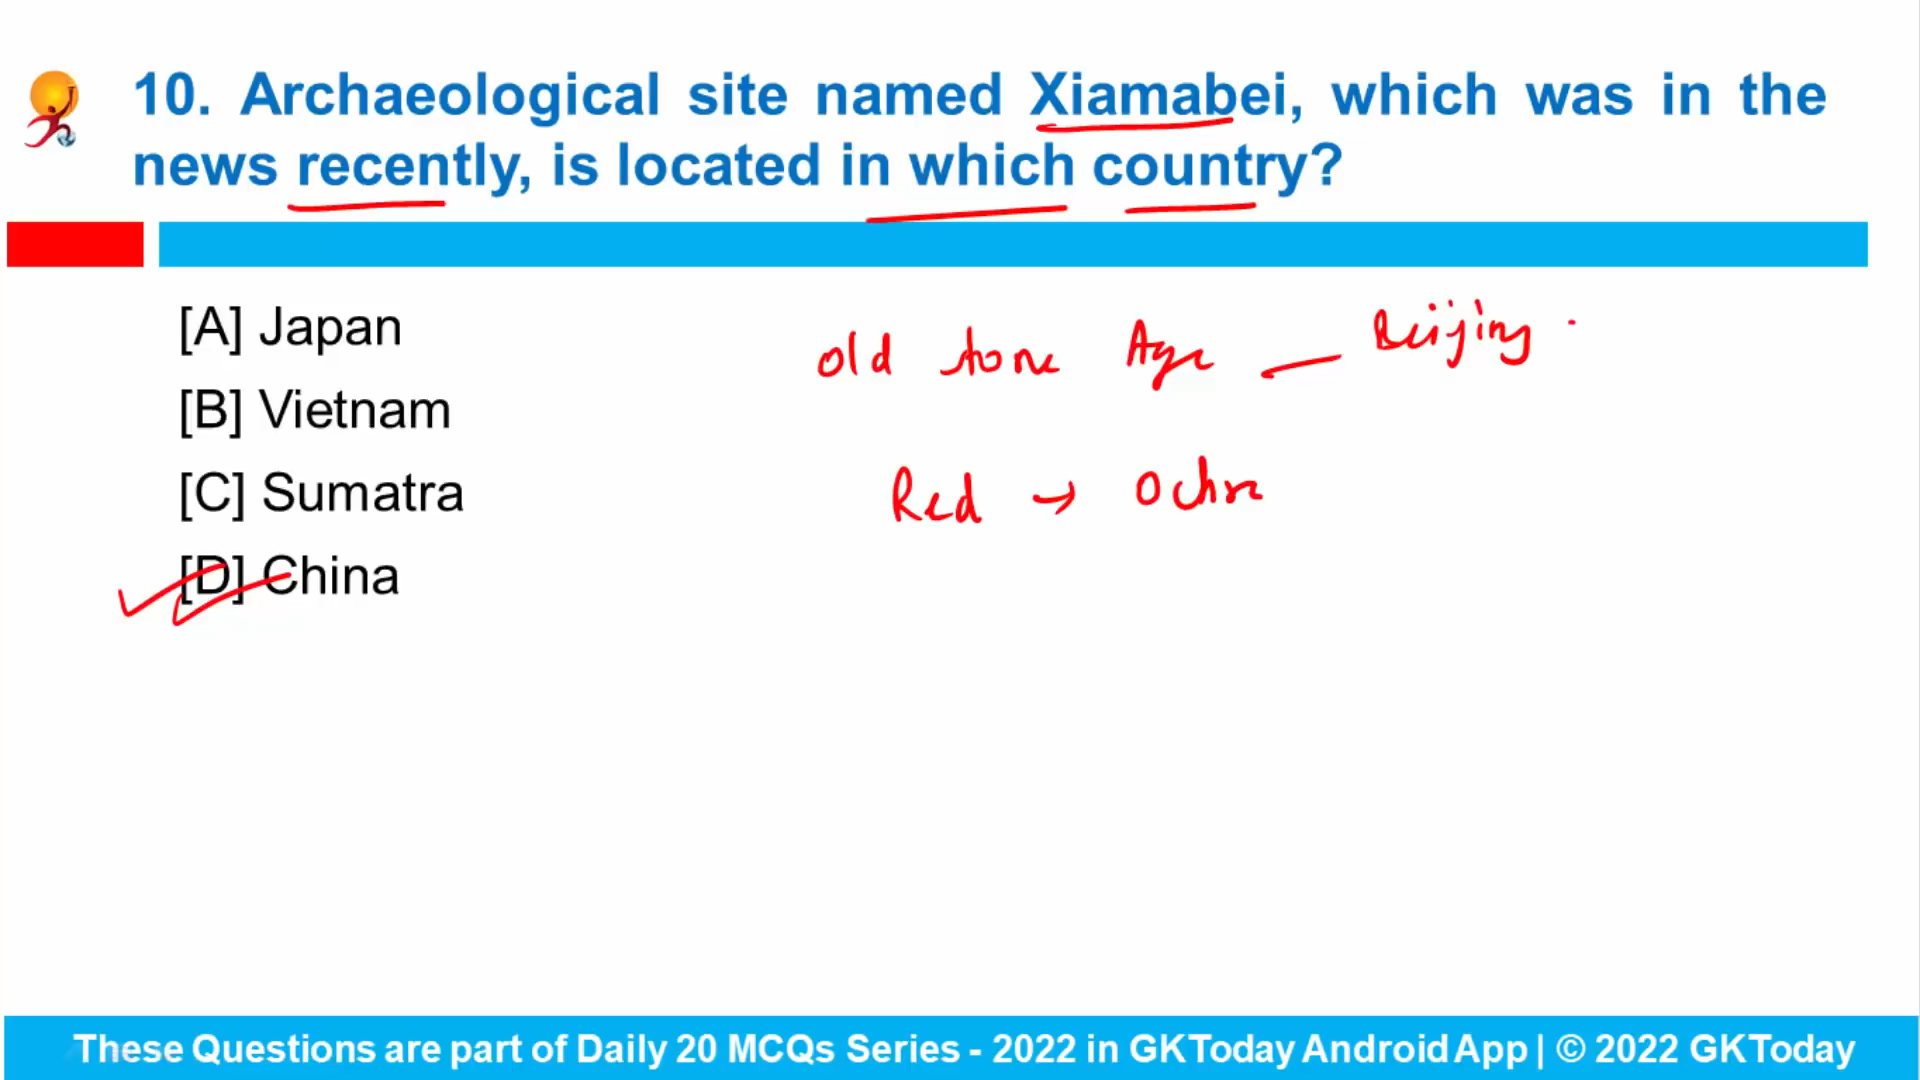 10. Archaeological site named Xiamabei, which was in the
news recently, is located in which country?
[A] Japan
[B] Vietnam
[C] Sumatra
[D] China
old stone Age — Beijing.
Red → Ochre
These Questions are part of Daily 20 MCQs Series - 2022 in GKToday Android App | © 2022 GKToday